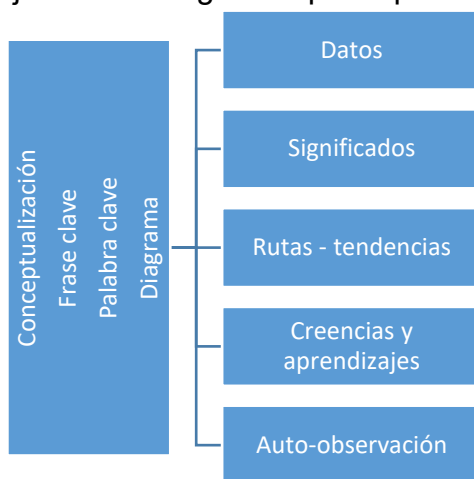 Conceptualización
Frase clave
Palabra clave
Diagrama
Datos
Significados
Rutas - tendencias
Creencias y
aprendizajes
Auto-observación